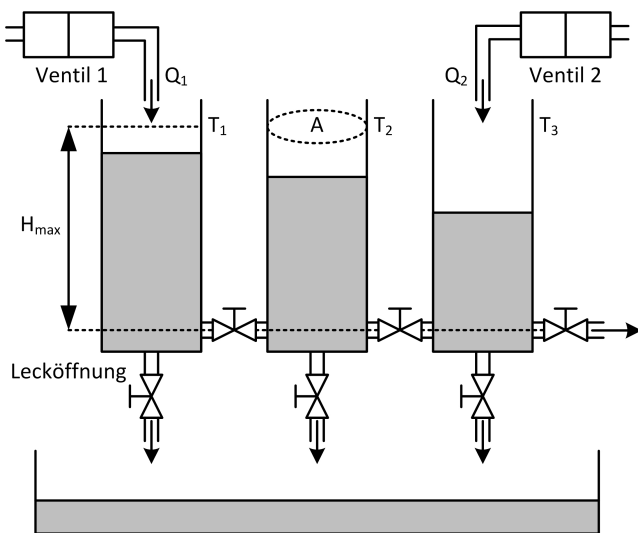 Ventil 1
Q1
Q2
Ventil 2
T1
A
T2
T3
Hmax
Lecköffnung